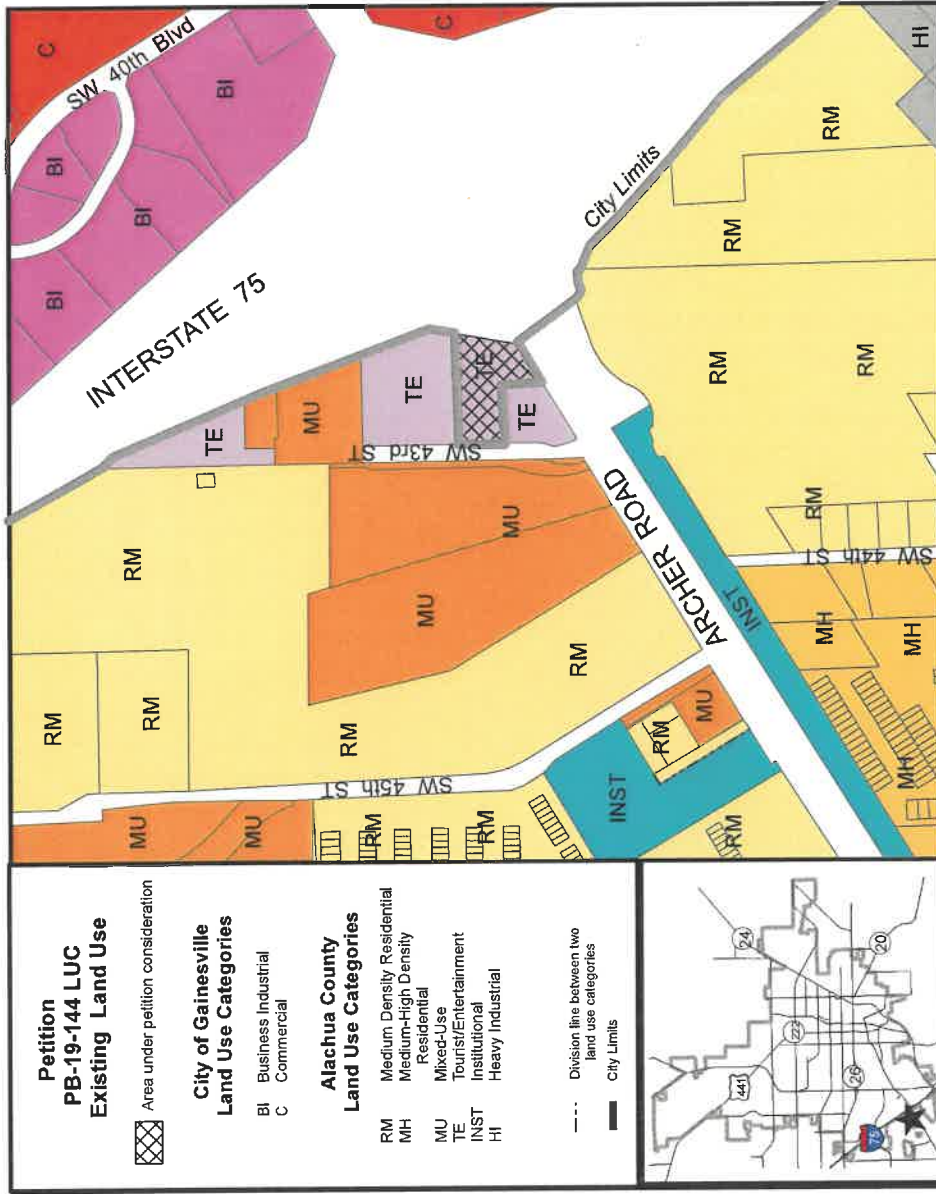 Petition
PB-19-144 LUC
Existing Land Use
Area under petition consideration
City of Gainesville
Land Use Categories
BI Business Industrial
C Commercial
Alachua County
Land Use Categories
RM Medium Density Residential
MH Medium-High Density
Residential
MU Mixed-Use
TE Tourist/Entertainment
INST Institutional
HI Heavy Industrial
Division line between two
land use categories
City Limits
441
24
222
26
20
75
C
SW 40th Blvd
BI
BI
BI
BI
C
INTERSTATE 75
City Limits
HI
RM
RM
RM
RM
RM
TE
MU
TE
TE
TE
SW 43rd ST
RM
RM
RM
RM
RM
MU
MU
ARCHER ROAD
INST
SW 44th ST
MH
MH
MH
SW 45th ST
MU
MU
RM
RM
INST
RM
MU
RM